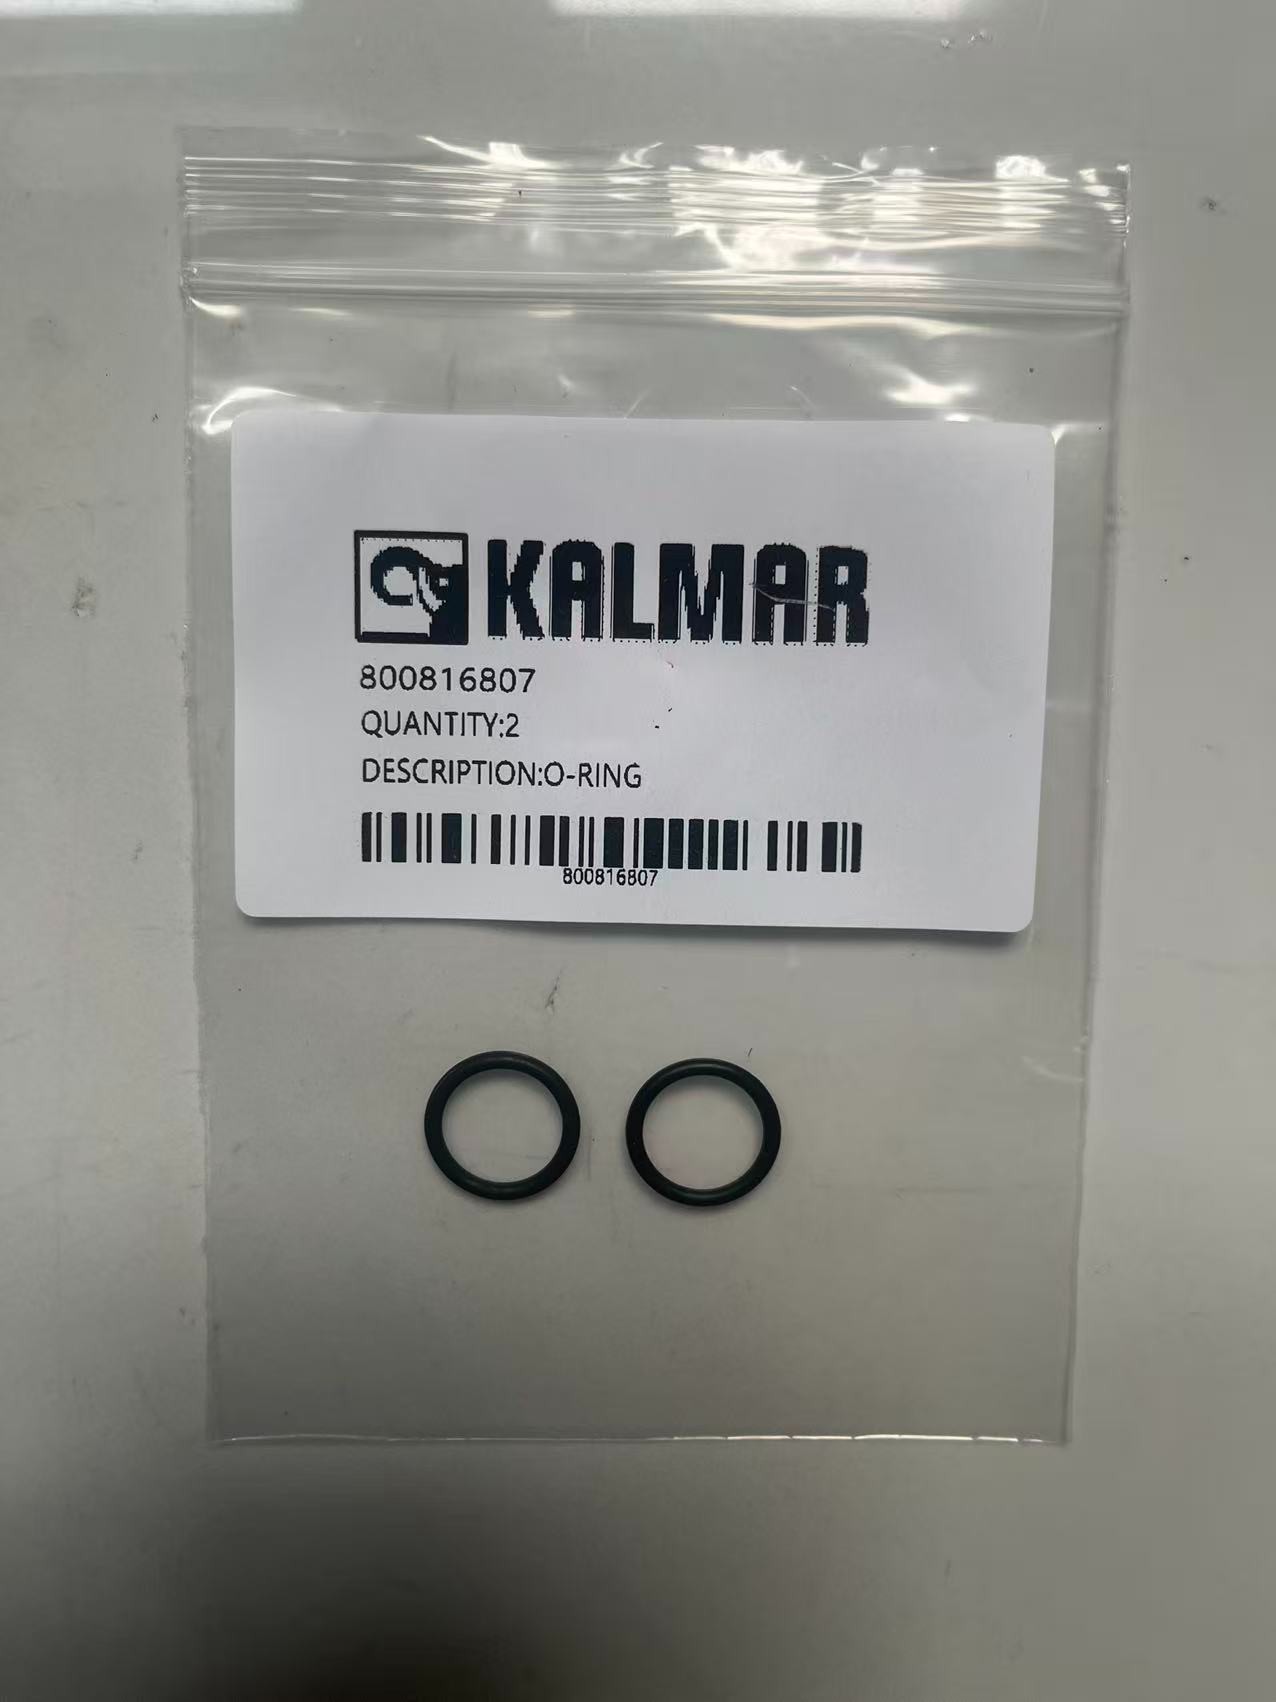 KALMAR
800816807
QUANTITY:2
DESCRIPTION:O-RING
800816807